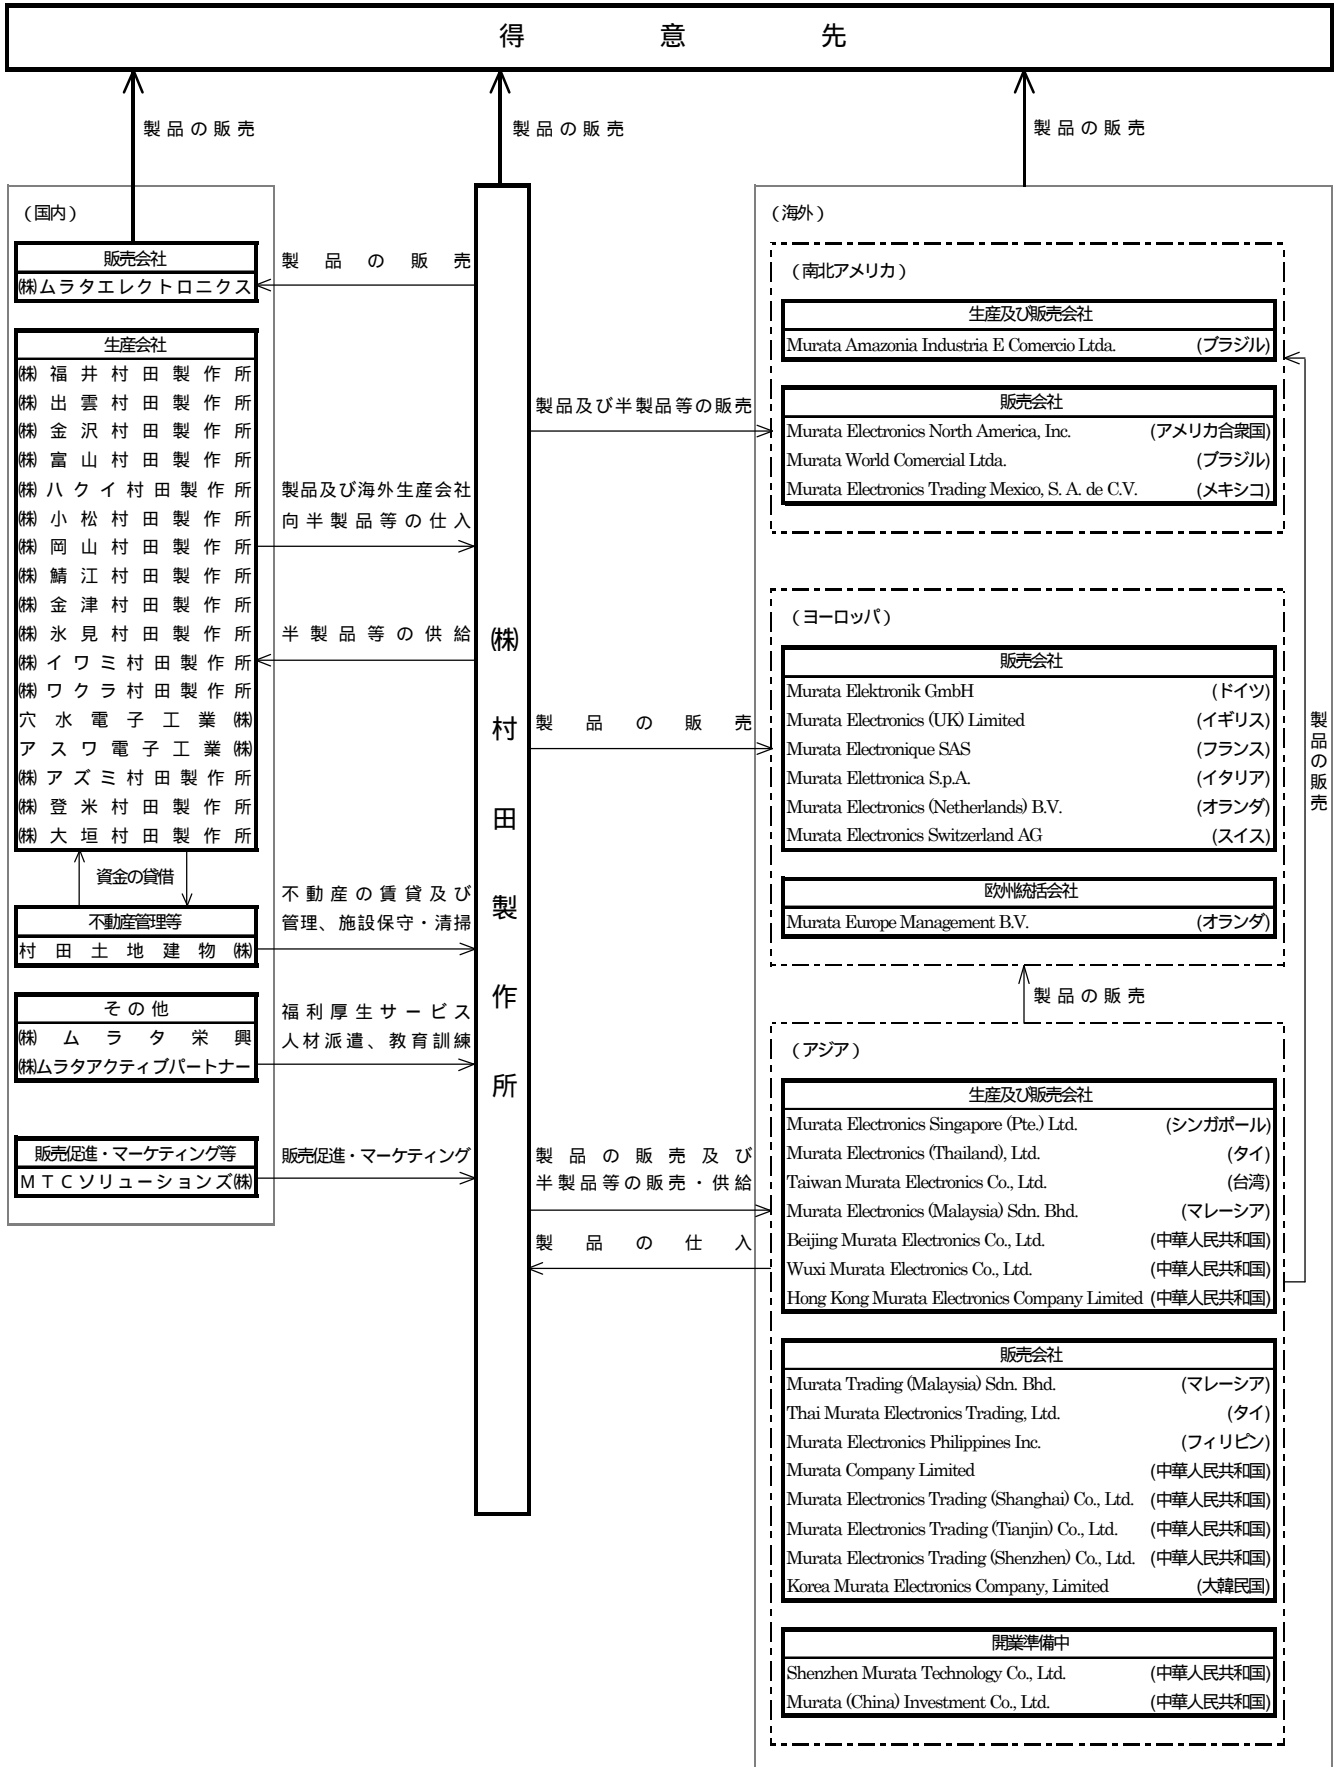 得意先
製品の販売
製品の販売
製品の販売
(国内)
販売会社
㈱ムラタエレクトロニクス
生産会社
㈱福井村田製作所
㈱出雲村田製作所
㈱金沢村田製作所
㈱富山村田製作所
㈱ハクイ村田製作所
㈱小松村田製作所
㈱岡山村田製作所
㈱鯖江村田製作所
㈱金津村田製作所
㈱氷見村田製作所
㈱イワミ村田製作所
㈱ワクラ村田製作所
穴水電子工業㈱
アスワ電子工業㈱
㈱アズミ村田製作所
㈱登米村田製作所
㈱大垣村田製作所
資金の貸借
不動産管理等
村田土地建物㈱
その他
㈱ムラタ栄興
㈱ムラタアクティブパートナー
販売促進・マーケティング等
MTCソリューションズ㈱
製品の販売
製品及び海外生産会社
向半製品等の仕入
半製品等の供給
不動産の賃貸及び
管理、施設保守・清掃
福利厚生サービス
人材派遣、教育訓練
販売促進・マーケティング
㈱村田製作所
製品及び半製品等の販売
製品の販売
製品の販売及び
半製品等の販売・供給
製品の仕入
(海外)
(南北アメリカ)
生産及び販売会社
Murata Amazonia Industria E Comercio Ltda. (ブラジル)
販売会社
Murata Electronics North America, Inc. (アメリカ合衆国)
Murata World Comercial Ltda. (ブラジル)
Murata Electronics Trading Mexico, S. A. de C.V. (メキシコ)
(ヨーロッパ)
販売会社
Murata Elektronik GmbH (ドイツ)
Murata Electronics (UK) Limited (イギリス)
Murata Electronique SAS (フランス)
Murata Elettronica S.p.A. (イタリア)
Murata Electronics (Netherlands) B.V. (オランダ)
Murata Electronics Switzerland AG (スイス)
欧州統括会社
Murata Europe Management B.V. (オランダ)
製品の販売
製品の販売
(アジア)
生産及び販売会社
Murata Electronics Singapore (Pte.) Ltd. (シンガポール)
Murata Electronics (Thailand), Ltd. (タイ)
Taiwan Murata Electronics Co., Ltd. (台湾)
Murata Electronics (Malaysia) Sdn. Bhd. (マレーシア)
Beijing Murata Electronics Co., Ltd. (中華人民共和国)
Wuxi Murata Electronics Co., Ltd. (中華人民共和国)
Hong Kong Murata Electronics Company Limited (中華人民共和国)
販売会社
Murata Trading (Malaysia) Sdn. Bhd. (マレーシア)
Thai Murata Electronics Trading, Ltd. (タイ)
Murata Electronics Philippines Inc. (フィリピン)
Murata Company Limited (中華人民共和国)
Murata Electronics Trading (Shanghai) Co., Ltd. (中華人民共和国)
Murata Electronics Trading (Tianjin) Co., Ltd. (中華人民共和国)
Murata Electronics Trading (Shenzhen) Co., Ltd. (中華人民共和国)
Korea Murata Electronics Company, Limited (大韓民国)
開業準備中
Shenzhen Murata Technology Co., Ltd. (中華人民共和国)
Murata (China) Investment Co., Ltd. (中華人民共和国)